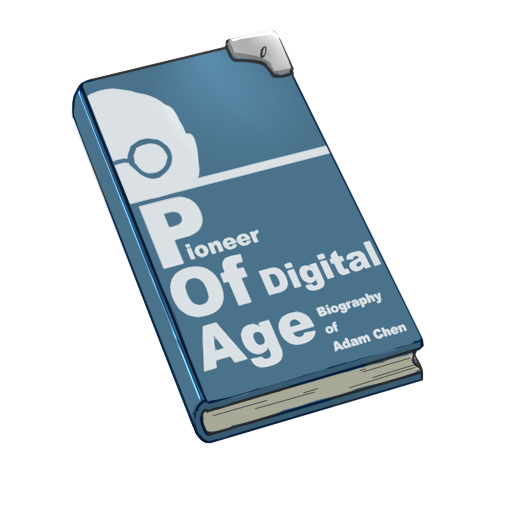 Pioneer
Of Digital
Age
Biography
of
Adam Chen